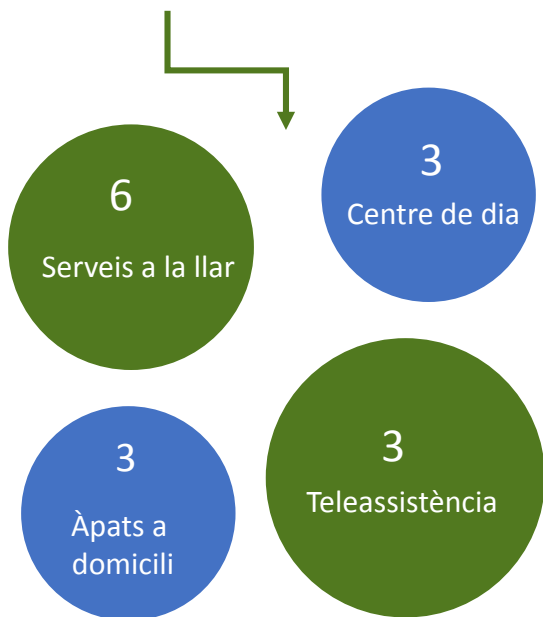 6
Serveis a la llar
3
Centre de dia
3
Àpats a
domicili
3
Teleassistència